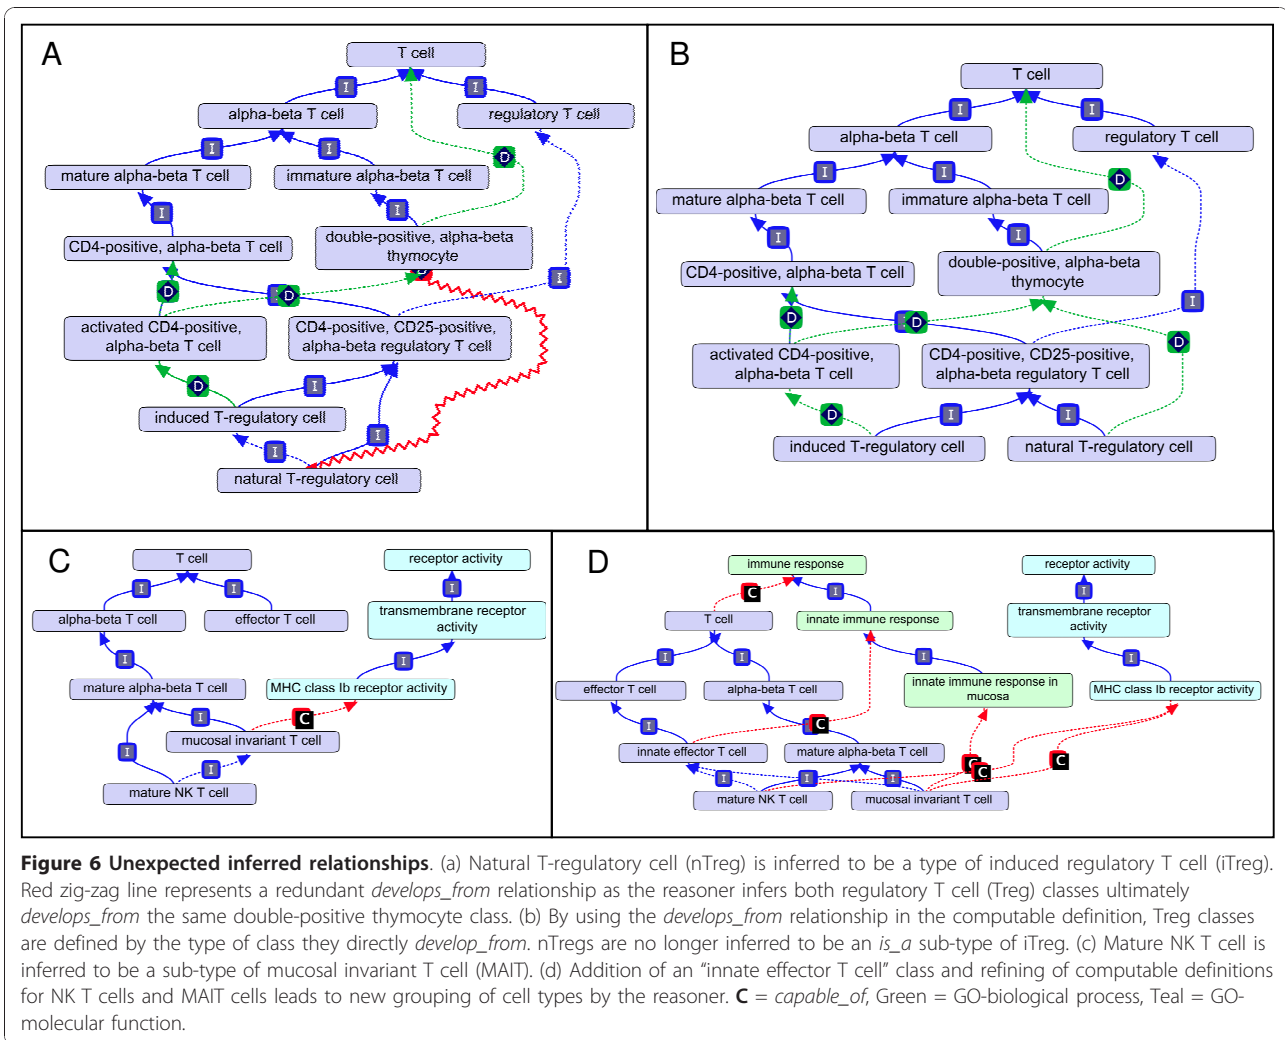 A
T cell
I
I
alpha-beta T cell
regulatory T cell
I
I
D
mature alpha-beta T cell
immature alpha-beta T cell
I
I
CD4-positive, alpha-beta T cell
double-positive, alpha-beta
thymocyte
D
I
D
D
I
activated CD4-positive,
alpha-beta T cell
CD4-positive, CD25-positive,
alpha-beta regulatory T cell
D
I
induced T-regulatory cell
I
I
natural T-regulatory cell
B
T cell
I
I
alpha-beta T cell
regulatory T cell
I
I
D
mature alpha-beta T cell
immature alpha-beta T cell
I
I
CD4-positive, alpha-beta T cell
double-positive, alpha-beta
thymocyte
D
I
D
I
D
activated CD4-positive,
alpha-beta T cell
CD4-positive, CD25-positive,
alpha-beta regulatory T cell
D
I
I
induced T-regulatory cell
natural T-regulatory cell
C
T cell
receptor activity
I
I
I
alpha-beta T cell
effector T cell
transmembrane receptor
activity
I
I
mature alpha-beta T cell
MHC class Ib receptor activity
I
C
mucosal invariant T cell
I
I
mature NK T cell
D
immune response
receptor activity
C
I
I
T cell
innate immune response
transmembrane receptor
activity
I
I
I
I
effector T cell
alpha-beta T cell
innate immune response in
mucosa
MHC class Ib receptor activity
I
I
C
innate effector T cell
mature alpha-beta T cell
C
C
C
I
I
mature NK T cell
mucosal invariant T cell
Figure 6 Unexpected inferred relationships. (a) Natural T-regulatory cell (nTreg) is inferred to be a type of induced regulatory T cell (iTreg).
Red zig-zag line represents a redundant develops_from relationship as the reasoner infers both regulatory T cell (Treg) classes ultimately
develops_from the same double-positive thymocyte class. (b) By using the develops_from relationship in the computable definition, Treg classes
are defined by the type of class they directly develop_from. nTregs are no longer inferred to be an is_a sub-type of iTreg. (c) Mature NK T cell is
inferred to be a sub-type of mucosal invariant T cell (MAIT). (d) Addition of an “innate effector T cell” class and refining of computable definitions
for NK T cells and MAIT cells leads to new grouping of cell types by the reasoner. C = capable_of, Green = GO-biological process, Teal = GO-
molecular function.